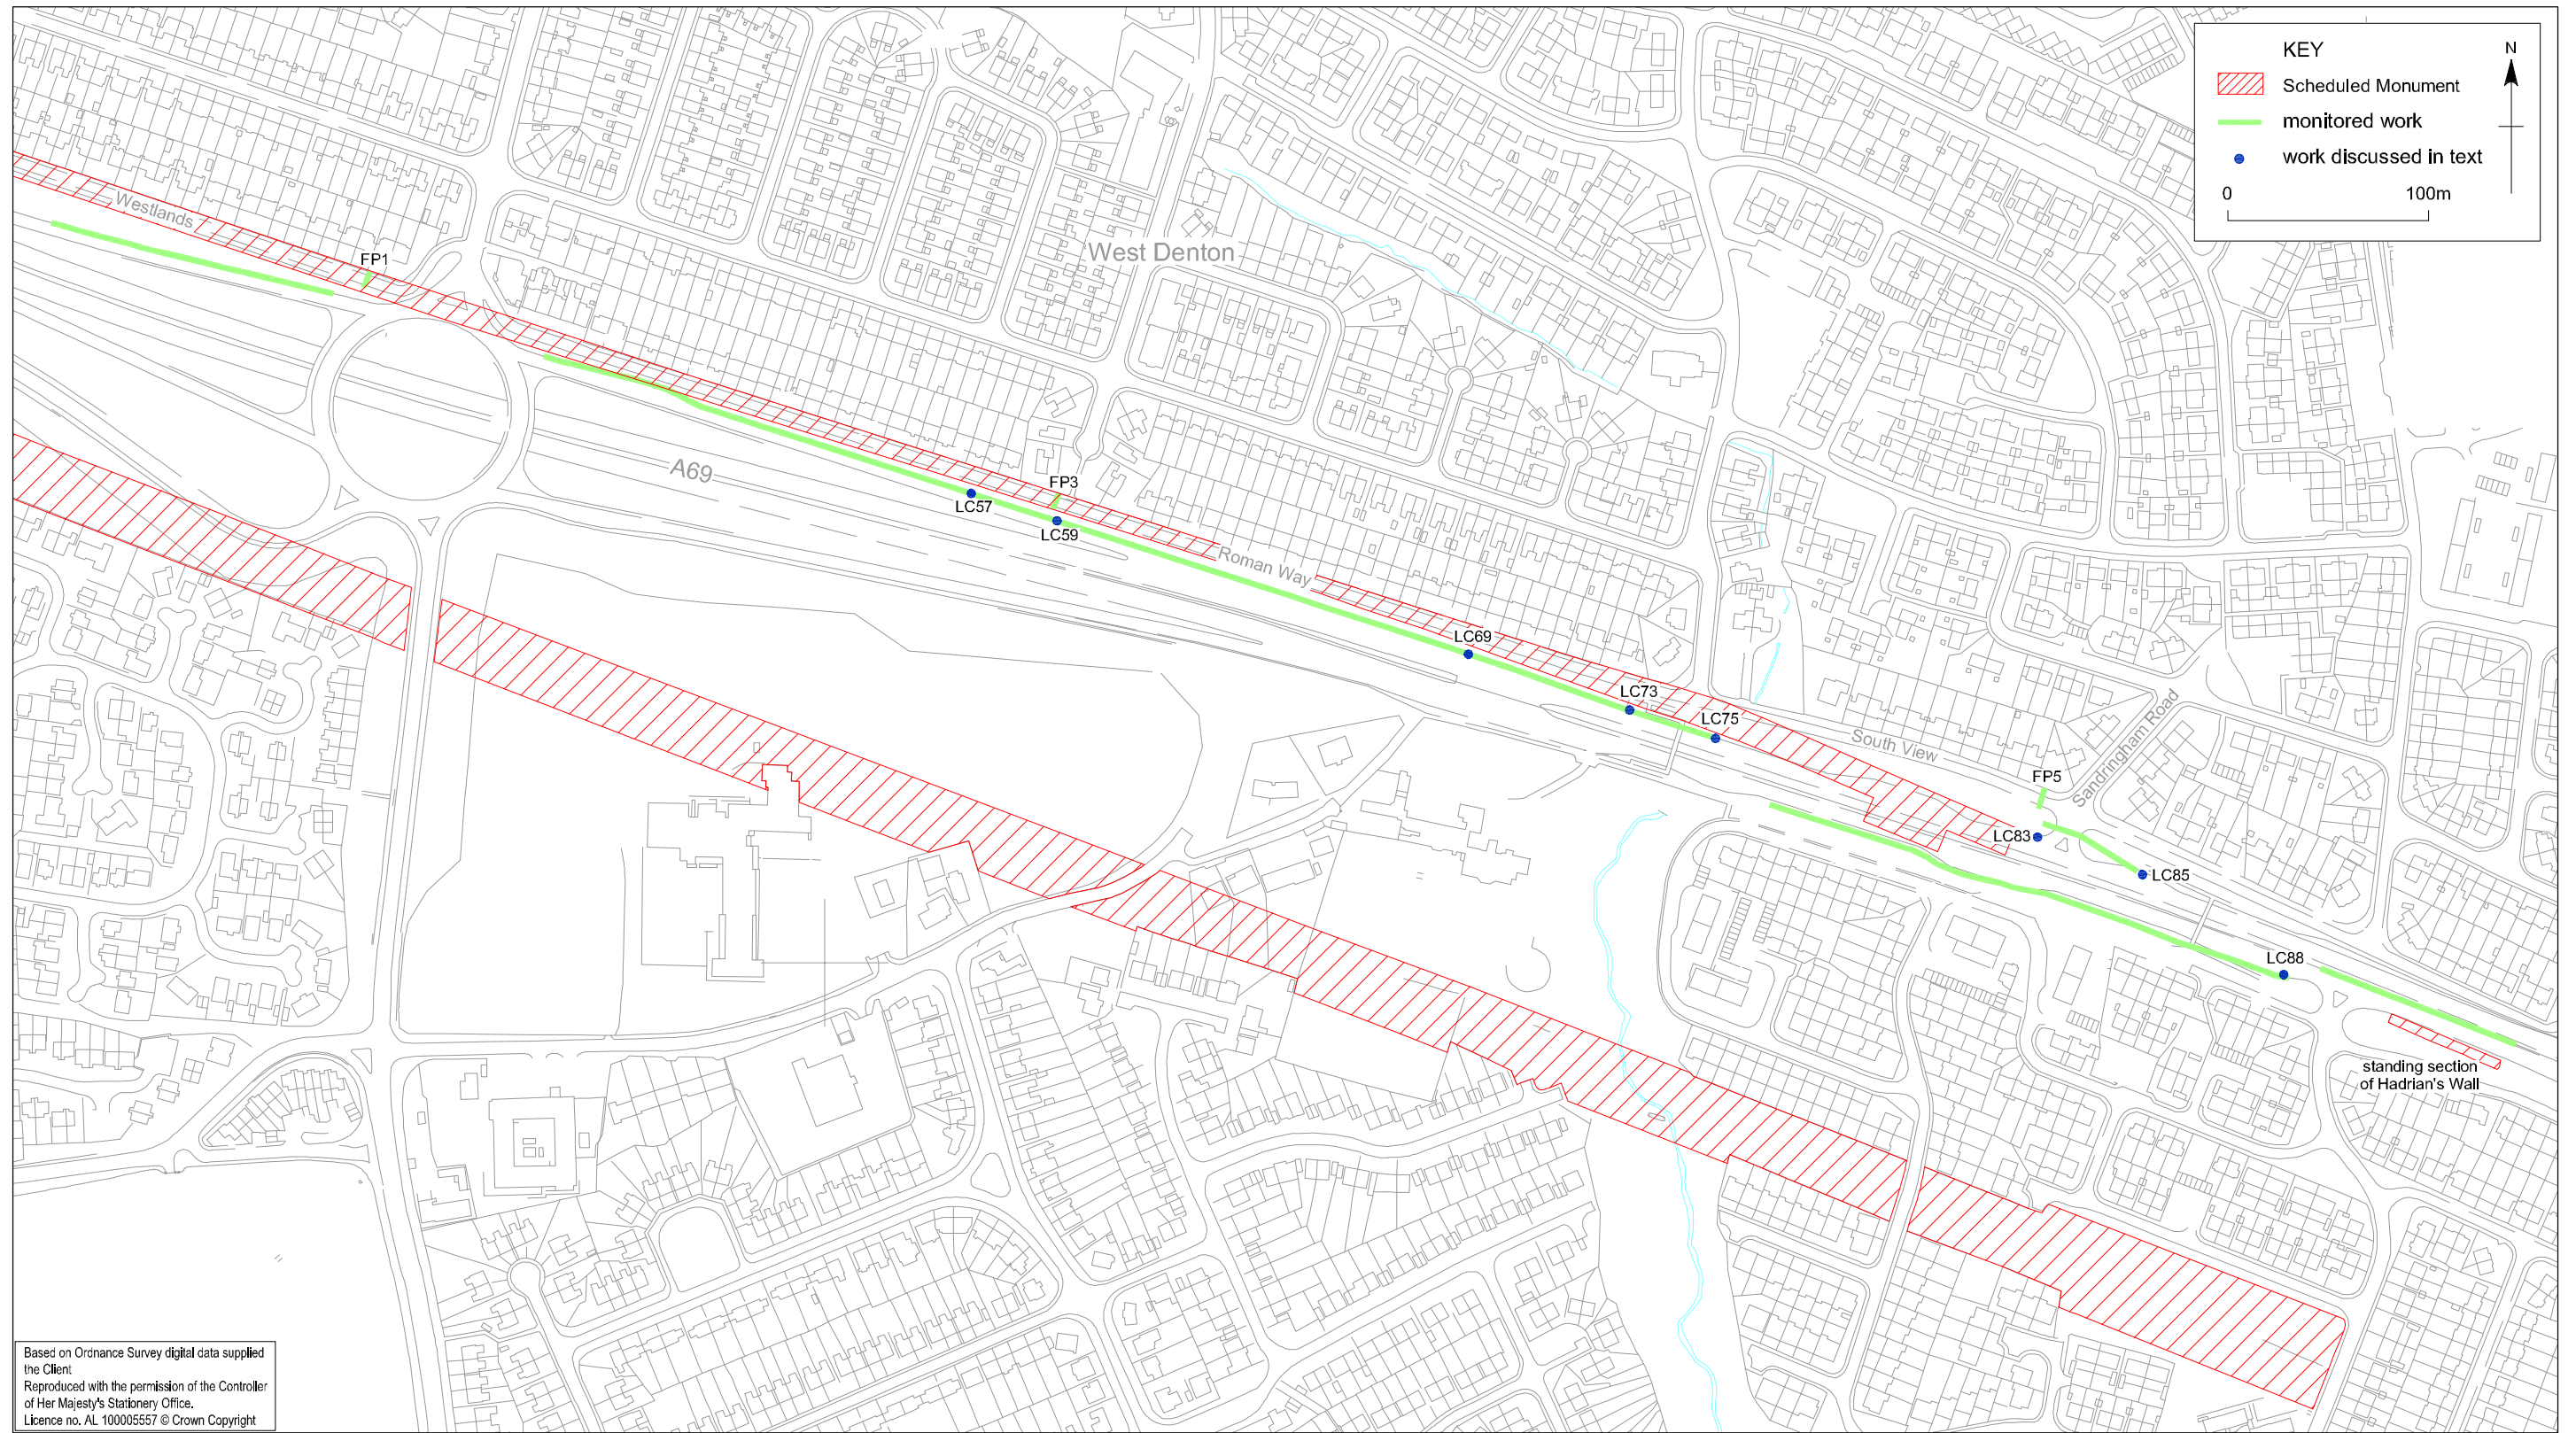 KEY
N
Scheduled Monument
monitored work
work discussed in text
0 100m
Westlands
FP1
West Denton
A69
FP3
LC57
LC59
Roman Way
LC69
LC73
LC75
South View
Sandringham Road
FP5
LC83
LC85
LC88
standing section
of Hadrian's Wall
Based on Ordnance Survey digital data supplied
the Client
Reproduced with the permission of the Controller
of Her Majesty's Stationery Office.
Licence no. AL 100005557 © Crown Copyright